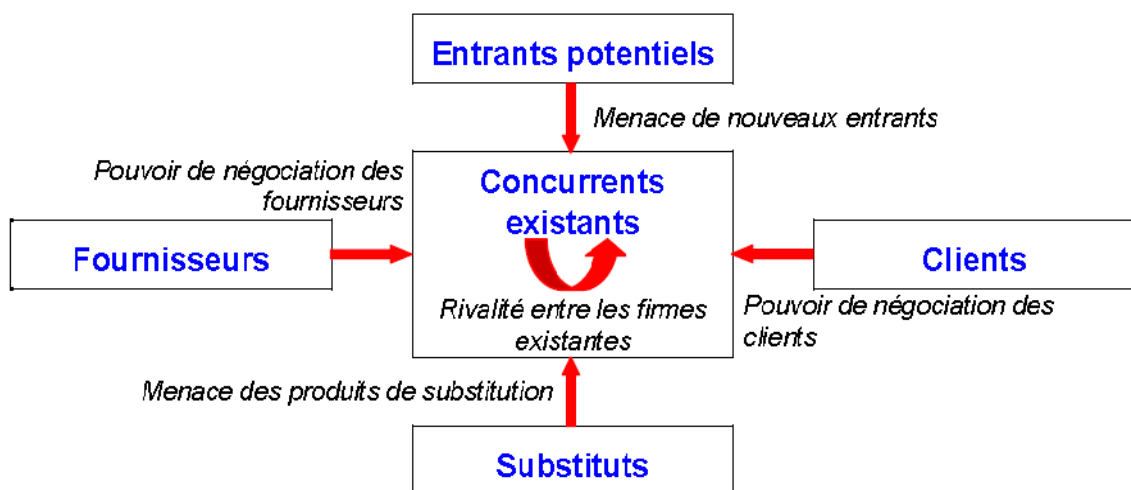 Entrants potentiels
Menace de nouveaux entrants
Pouvoir de négociation des
fournisseurs
Concurrents
existants
Fournisseurs
Clients
Rivalité entre les firmes
existantes
Pouvoir de négociation des
clients
Menace des produits de substitution
Substituts